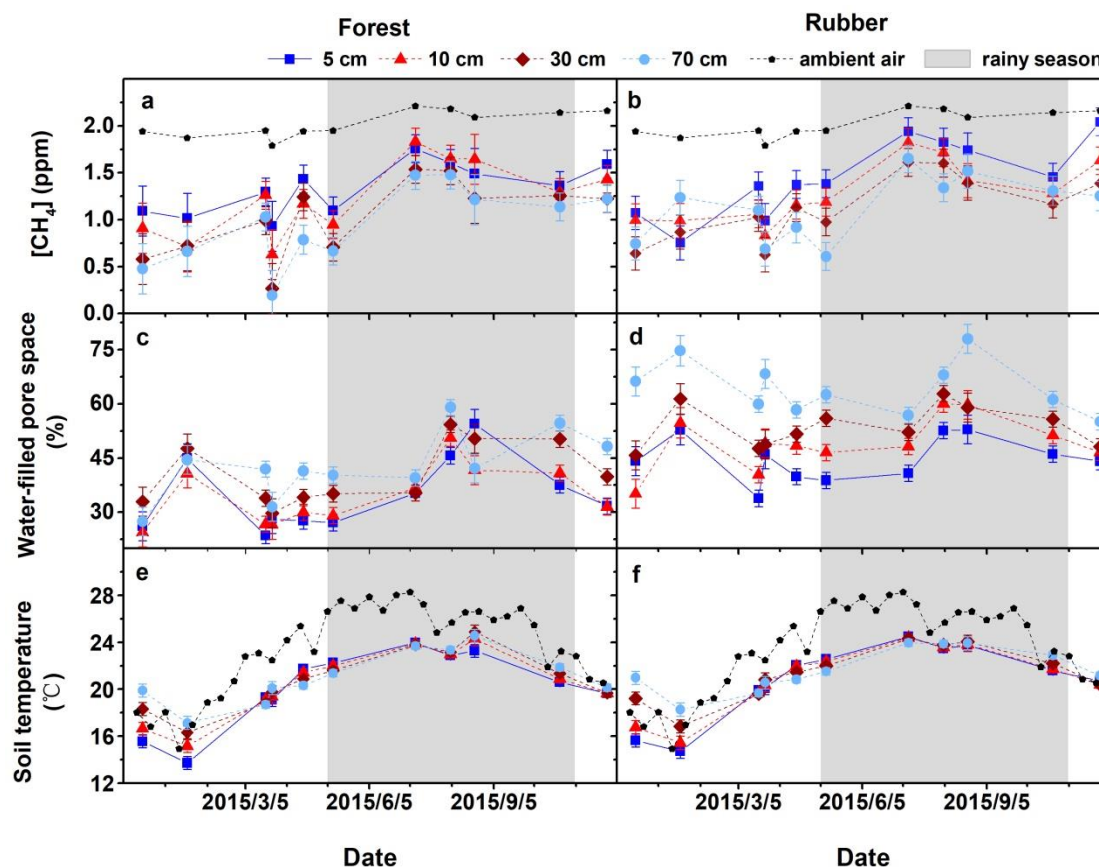 Forest Rubber
5 cm 10 cm 30 cm 70 cm ambient air rainy season
a b
[CH₄] (ppm)
2.0
1.5
1.0
0.5
0.0
c d
Water-filled pore space
(%)
75
60
45
30
e f
Soil temperature
(℃)
28
24
20
16
12
2015/3/5 2015/6/5 2015/9/5 2015/3/5 2015/6/5 2015/9/5
Date Date